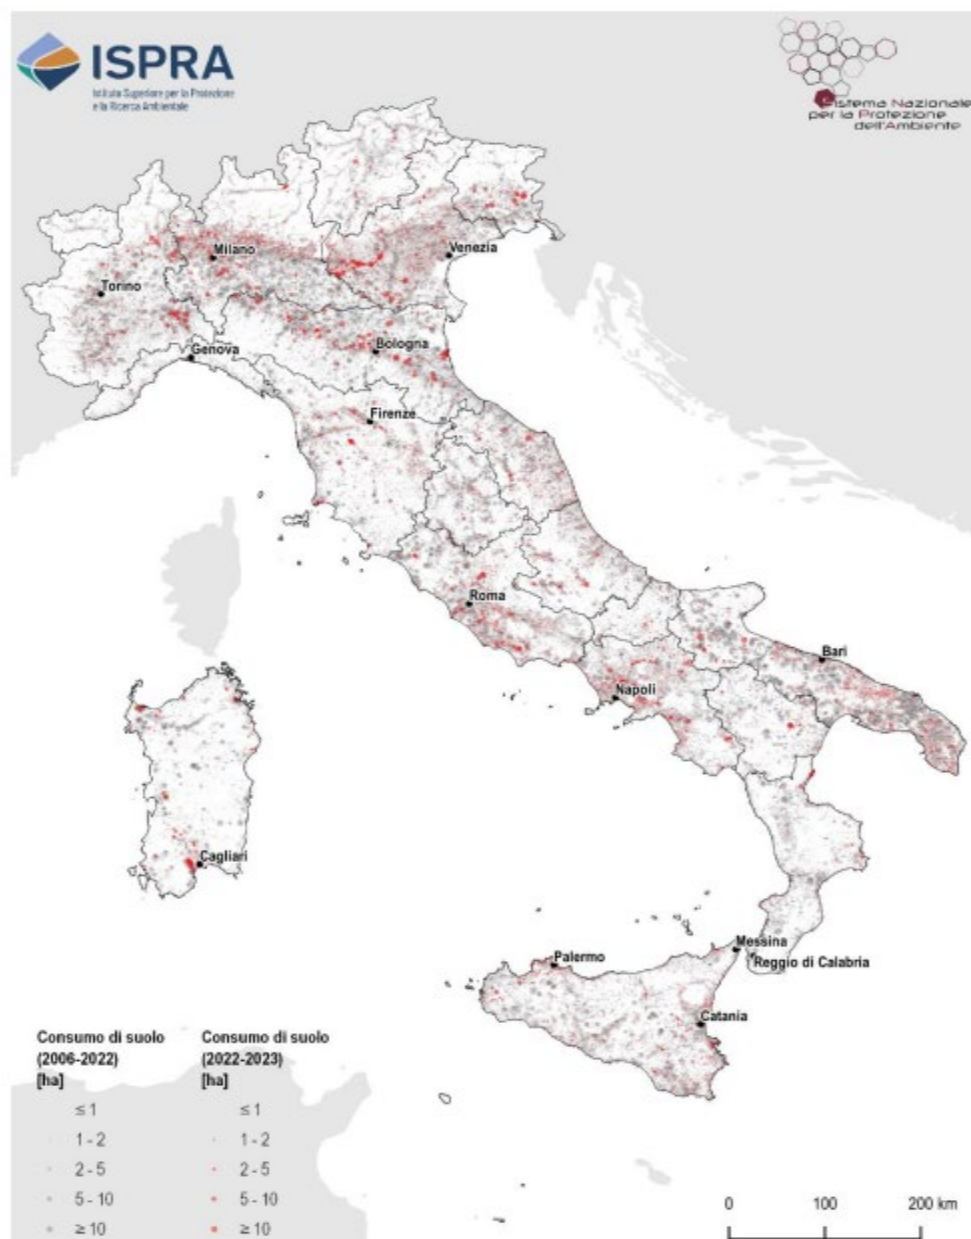 ISPRA
Istituto Superiore per la Protezione
e la Ricerca Ambientale
Sistema Nazionale
per la Protezione
dell'Ambiente
Milano
Venezia
Torino
Genova
Bologna
Firenze
Roma
Bari
Napoli
Cagliari
Messina
Palermo
Reggio di Calabria
Catania
Consumo di suolo
(2006-2022)
[ha]
≤ 1
1 - 2
2 - 5
5 - 10
≥ 10
Consumo di suolo
(2022-2023)
[ha]
≤ 1
1 - 2
2 - 5
5 - 10
≥ 10
0 100 200 km